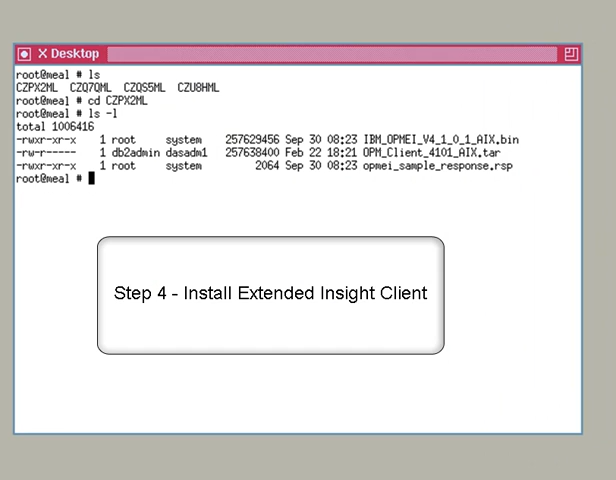 X Desktop
root@meal # ls
CZPX2ML CZQ7QML CZQS5ML CZU8HML
root@meal # cd CZPX2ML
root@meal # ls -l
total 1006416
-rwxr-xr-x 1 root system 257629456 Sep 30 08:23 IBM_OPMEI_V4_1_0_1_AIX.bin
-rw-r----- 1 db2admin dasadm1 257638400 Feb 22 18:21 OPM_Client_4101_AIX.tar
-rwxr-xr-x 1 root system 2064 Sep 30 08:23 opmei_sample_response.rsp
root@meal #
Step 4 - Install Extended Insight Client